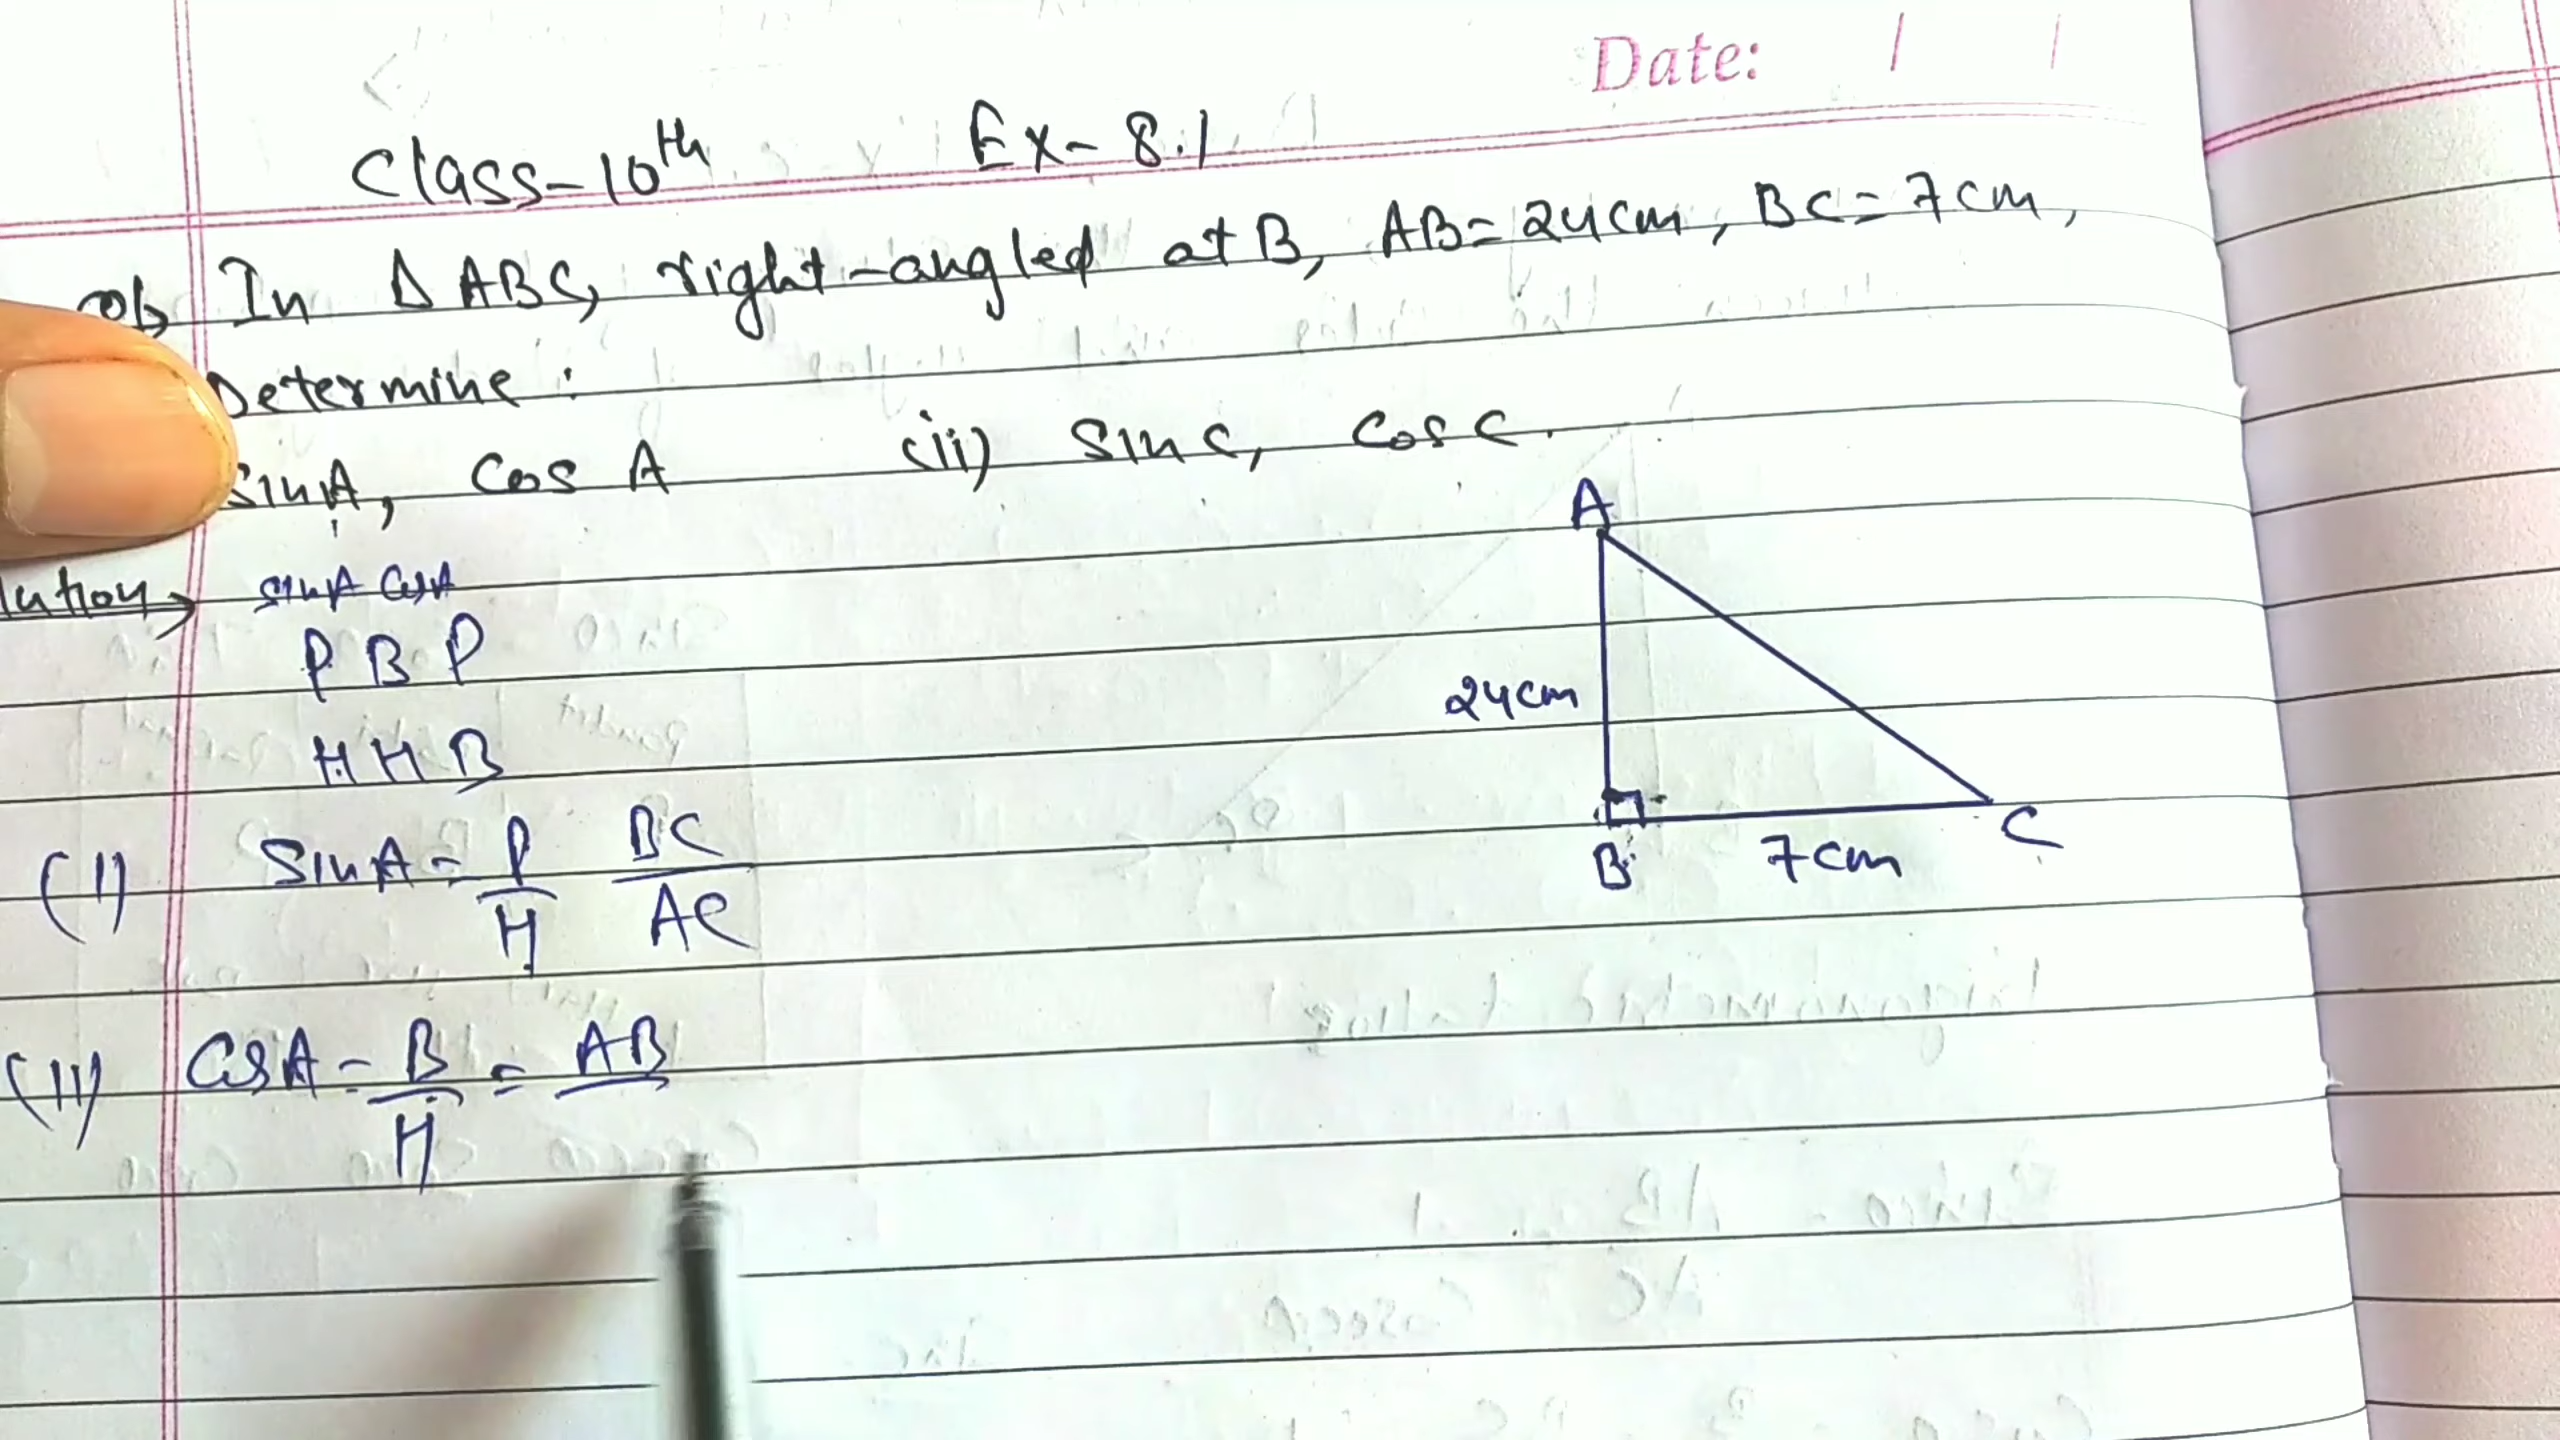 Date: / /
Class-10th Ex-8.1
In Δ ABC, right-angled at B, AB=24cm, BC=7cm,
Determine :
SinA, Cos A (ii) Sin C, Cos C.
lution→ SinA CosA
P B P
H H B
(I) SinA = P/H BC/AC
(II) CosA = B/H = AB
A
24cm
B
7cm
C